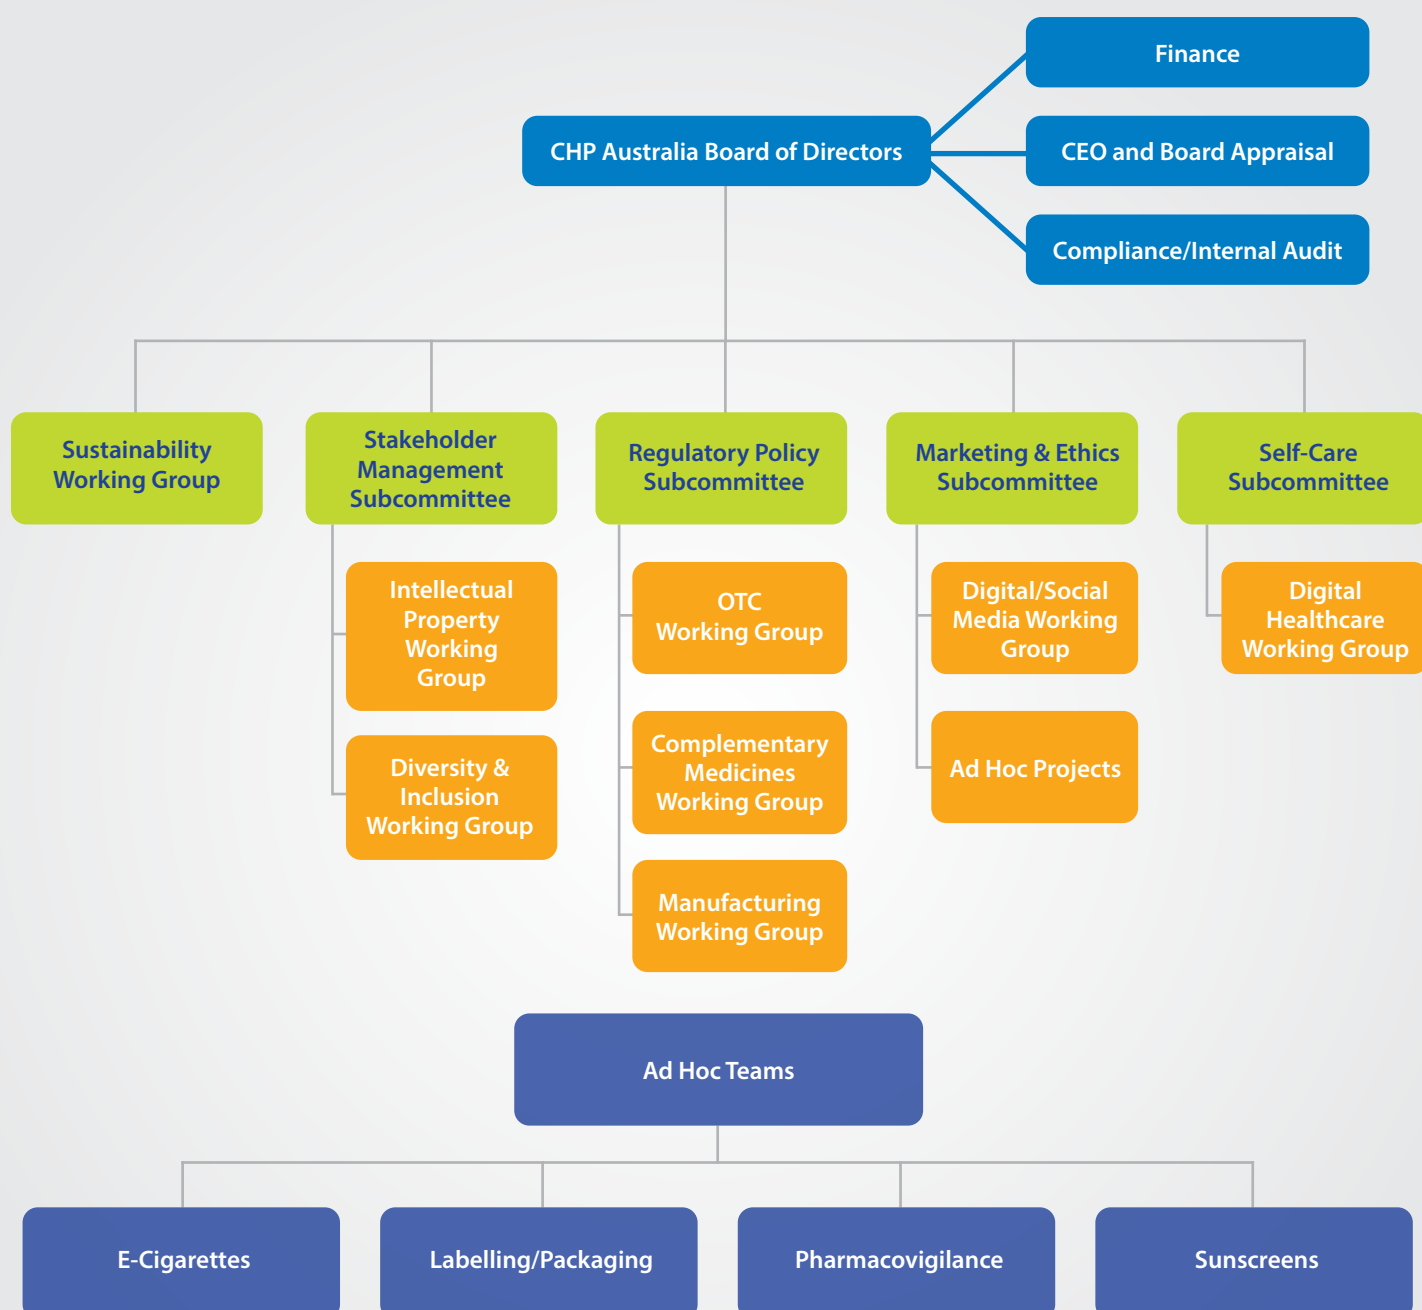 Finance
CHP Australia Board of Directors
CEO and Board Appraisal
Compliance/Internal Audit
Sustainability
Working Group
Stakeholder
Management
Subcommittee
Regulatory Policy
Subcommittee
Marketing & Ethics
Subcommittee
Self-Care
Subcommittee
Intellectual
Property
Working
Group
Diversity &
Inclusion
Working Group
OTC
Working Group
Complementary
Medicines
Working Group
Manufacturing
Working Group
Digital/Social
Media Working
Group
Ad Hoc Projects
Digital
Healthcare
Working Group
Ad Hoc Teams
E-Cigarettes
Labelling/Packaging
Pharmacovigilance
Sunscreens